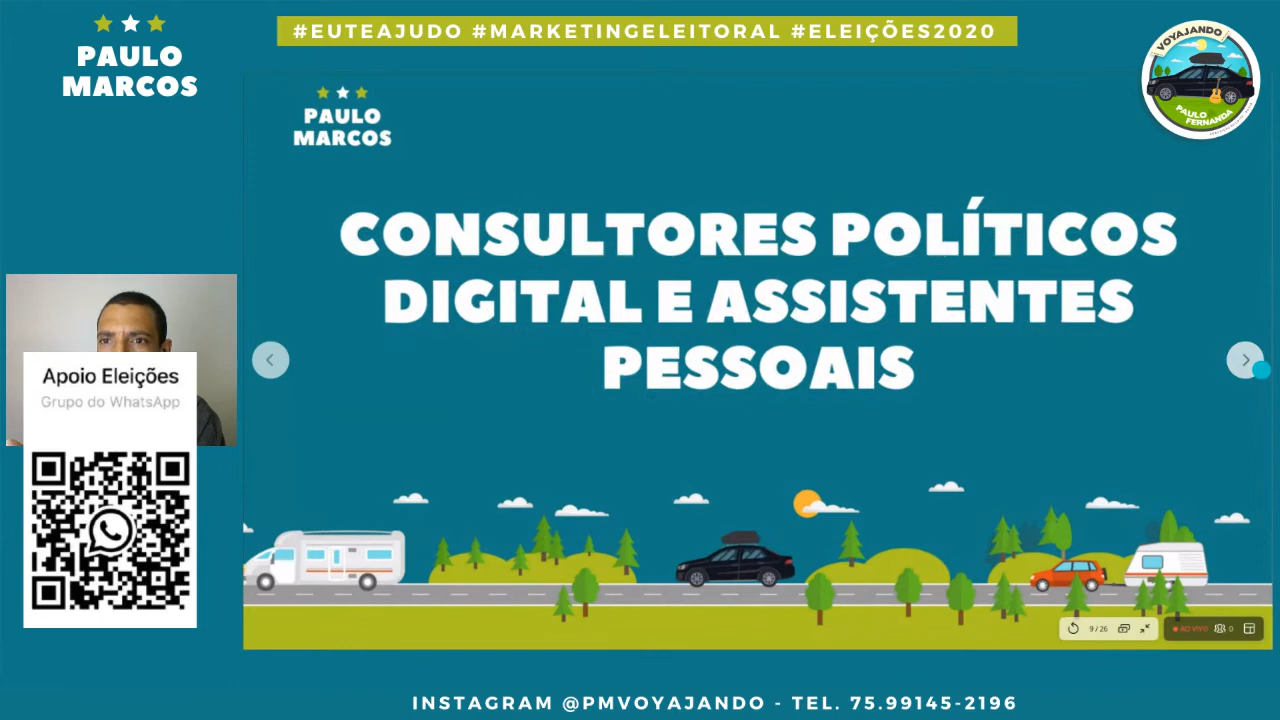 PAULO
MARCOS
#EUTEAJUDO #MARKETINGELEITORAL #ELEIÇÕES2020
VOYAJANDO
PAULO
FERNANDA
PAULO
MARCOS
CONSULTORES POLÍTICOS
DIGITAL E ASSISTENTES
PESSOAIS
Apoio Eleições
Grupo do WhatsApp
9/26
AO VIVO
0
INSTAGRAM @PMVOYAJANDO - TEL. 75.99145-2196